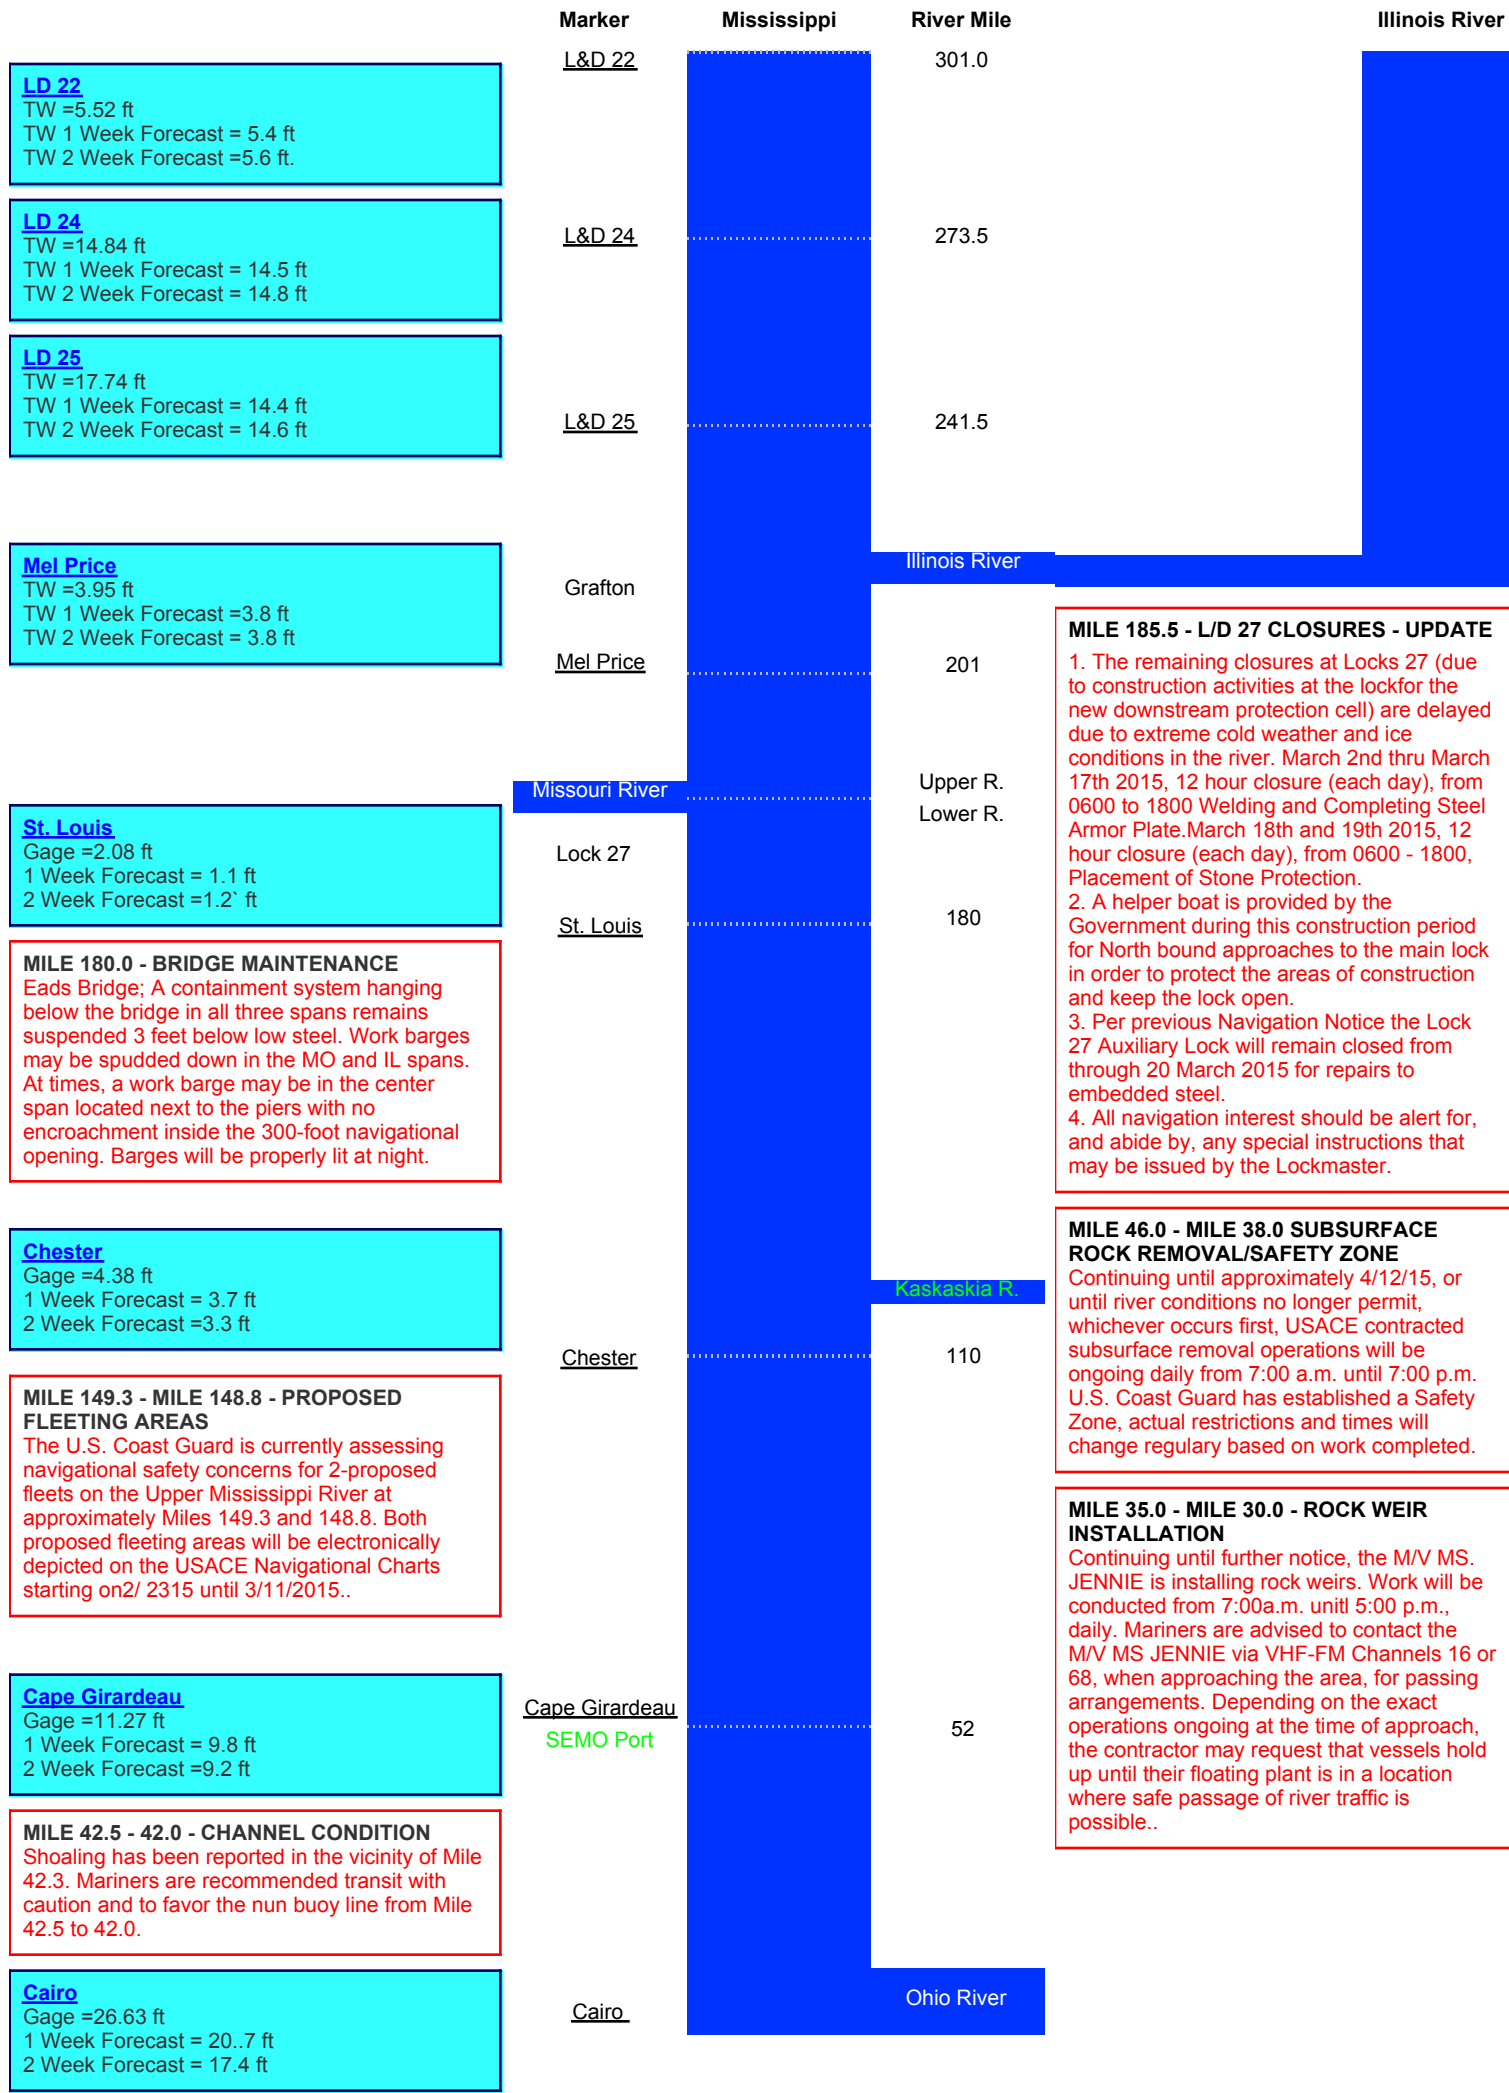 Marker Mississippi River Mile Illinois River
L&D 22 301.0
LD 22
TW =5.52 ft
TW 1 Week Forecast = 5.4 ft
TW 2 Week Forecast =5.6 ft.
LD 24
TW =14.84 ft
TW 1 Week Forecast = 14.5 ft
TW 2 Week Forecast = 14.8 ft
L&D 24 273.5
LD 25
TW =17.74 ft
TW 1 Week Forecast = 14.4 ft
TW 2 Week Forecast = 14.6 ft
L&D 25 241.5
Mel Price
TW =3.95 ft
TW 1 Week Forecast =3.8 ft
TW 2 Week Forecast = 3.8 ft
Illinois River
Grafton
Mel Price 201
MILE 185.5 - L/D 27 CLOSURES - UPDATE
1. The remaining closures at Locks 27 (due
to construction activities at the lockfor the
new downstream protection cell) are delayed
due to extreme cold weather and ice
conditions in the river. March 2nd thru March
17th 2015, 12 hour closure (each day), from
0600 to 1800 Welding and Completing Steel
Armor Plate.March 18th and 19th 2015, 12
hour closure (each day), from 0600 - 1800,
Placement of Stone Protection.
2. A helper boat is provided by the
Government during this construction period
for North bound approaches to the main lock
in order to protect the areas of construction
and keep the lock open.
3. Per previous Navigation Notice the Lock
27 Auxiliary Lock will remain closed from
through 20 March 2015 for repairs to
embedded steel.
4. All navigation interest should be alert for,
and abide by, any special instructions that
may be issued by the Lockmaster.
Missouri River
Upper R.
Lower R.
St. Louis
Gage =2.08 ft
1 Week Forecast = 1.1 ft
2 Week Forecast =1.2` ft
Lock 27
St. Louis 180
MILE 180.0 - BRIDGE MAINTENANCE
Eads Bridge; A containment system hanging
below the bridge in all three spans remains
suspended 3 feet below low steel. Work barges
may be spudded down in the MO and IL spans.
At times, a work barge may be in the center
span located next to the piers with no
encroachment inside the 300-foot navigational
opening. Barges will be properly lit at night.
MILE 46.0 - MILE 38.0 SUBSURFACE
ROCK REMOVAL/SAFETY ZONE
Continuing until approximately 4/12/15, or
until river conditions no longer permit,
whichever occurs first, USACE contracted
subsurface removal operations will be
ongoing daily from 7:00 a.m. until 7:00 p.m.
U.S. Coast Guard has established a Safety
Zone, actual restrictions and times will
change regulary based on work completed.
Chester
Gage =4.38 ft
1 Week Forecast = 3.7 ft
2 Week Forecast =3.3 ft
Kaskaskia R.
Chester 110
MILE 149.3 - MILE 148.8 - PROPOSED
FLEETING AREAS
The U.S. Coast Guard is currently assessing
navigational safety concerns for 2-proposed
fleets on the Upper Mississippi River at
approximately Miles 149.3 and 148.8. Both
proposed fleeting areas will be electronically
depicted on the USACE Navigational Charts
starting on2/ 2315 until 3/11/2015..
MILE 35.0 - MILE 30.0 - ROCK WEIR
INSTALLATION
Continuing until further notice, the M/V MS.
JENNIE is installing rock weirs. Work will be
conducted from 7:00a.m. unitl 5:00 p.m.,
daily. Mariners are advised to contact the
M/V MS JENNIE via VHF-FM Channels 16 or
68, when approaching the area, for passing
arrangements. Depending on the exact
operations ongoing at the time of approach,
the contractor may request that vessels hold
up until their floating plant is in a location
where safe passage of river traffic is
possible..
Cape Girardeau
Gage =11.27 ft
1 Week Forecast = 9.8 ft
2 Week Forecast =9.2 ft
Cape Girardeau
SEMO Port
52
MILE 42.5 - 42.0 - CHANNEL CONDITION
Shoaling has been reported in the vicinity of Mile
42.3. Mariners are recommended transit with
caution and to favor the nun buoy line from Mile
42.5 to 42.0.
Cairo
Gage =26.63 ft
1 Week Forecast = 20..7 ft
2 Week Forecast = 17.4 ft
Cairo
Ohio River